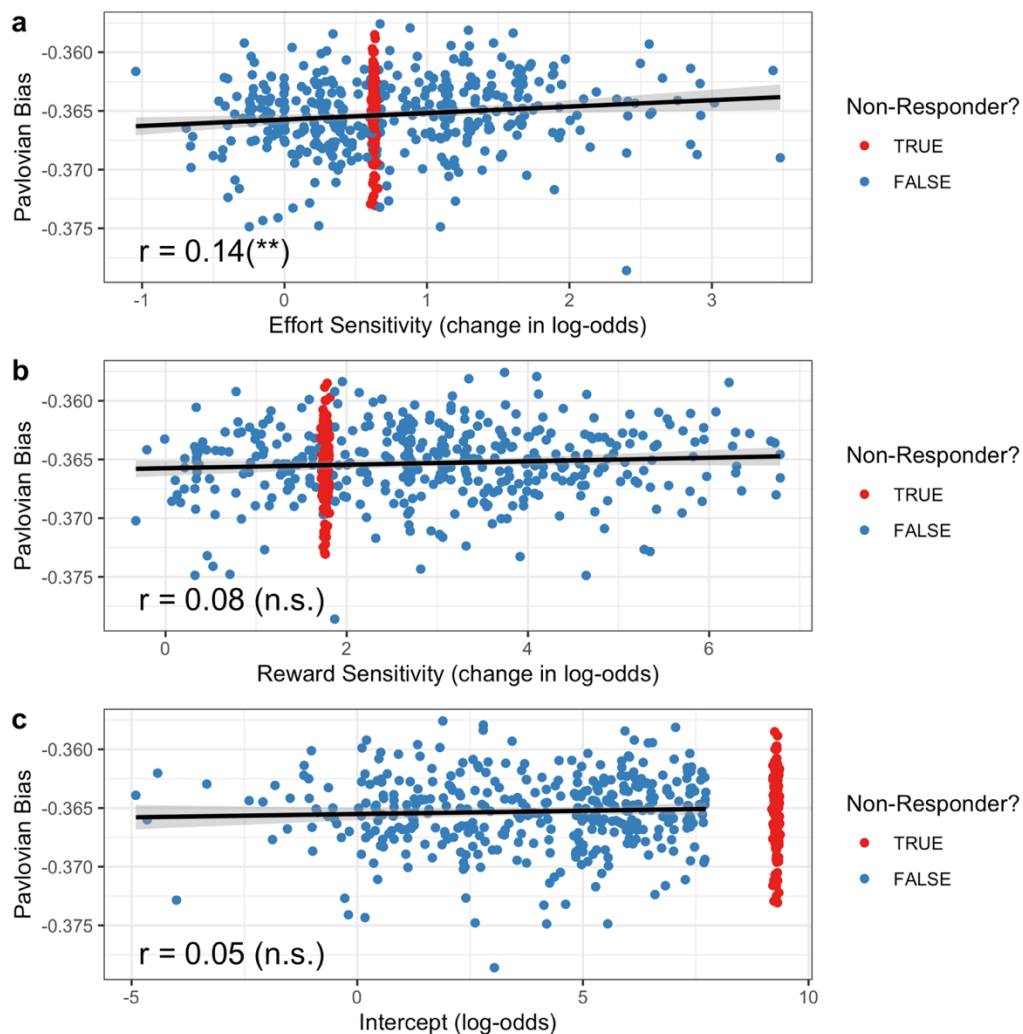 a
Pavlovian Bias
-0.360
-0.365
-0.370
-0.375
r = 0.14(**)
-1 0 1 2 3
Effort Sensitivity (change in log-odds)
Non-Responder?
TRUE
FALSE
b
Pavlovian Bias
-0.360
-0.365
-0.370
-0.375
r = 0.08 (n.s.)
0 2 4 6
Reward Sensitivity (change in log-odds)
Non-Responder?
TRUE
FALSE
c
Pavlovian Bias
-0.360
-0.365
-0.370
-0.375
r = 0.05 (n.s.)
-5 0 5 10
Intercept (log-odds)
Non-Responder?
TRUE
FALSE